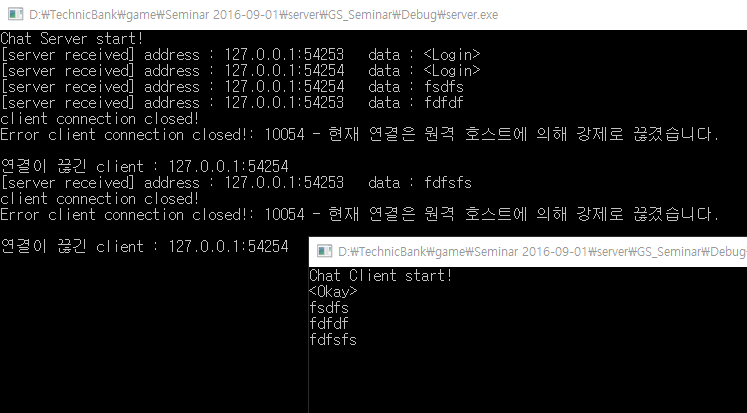 D:₩TechnicBank₩game₩Seminar 2016-09-01₩server₩GS_Seminar₩Debug₩server.exe
Chat Server start!
[server received] address : 127.0.0.1:54253 data : <Login>
[server received] address : 127.0.0.1:54254 data : <Login>
[server received] address : 127.0.0.1:54254 data : fsdfs
[server received] address : 127.0.0.1:54253 data : fdfdf
client connection closed!
Error client connection closed!: 10054 - 현재 연결은 원격 호스트에 의해 강제로 끊겼습니다.
연결이 끊긴 client : 127.0.0.1:54254
[server received] address : 127.0.0.1:54253 data : fdfsfs
client connection closed!
Error client connection closed!: 10054 - 현재 연결은 원격 호스트에 의해 강제로 끊겼습니다.
연결이 끊긴 client : 127.0.0.1:54254
D:₩TechnicBank₩game₩Seminar 2016-09-01₩server₩GS_Seminar₩Debug
Chat Client start!
<Okay>
fsdfs
fdfdf
fdfsfs